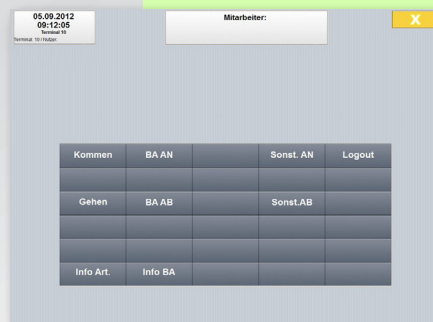 05.09.2012
09:12:05
Terminal 10
Terminal: 10 / Nutzer:
Mitarbeiter:
X
Kommen BA AN Sonst. AN Logout
Gehen BA AB Sonst.AB
Info Art. Info BA